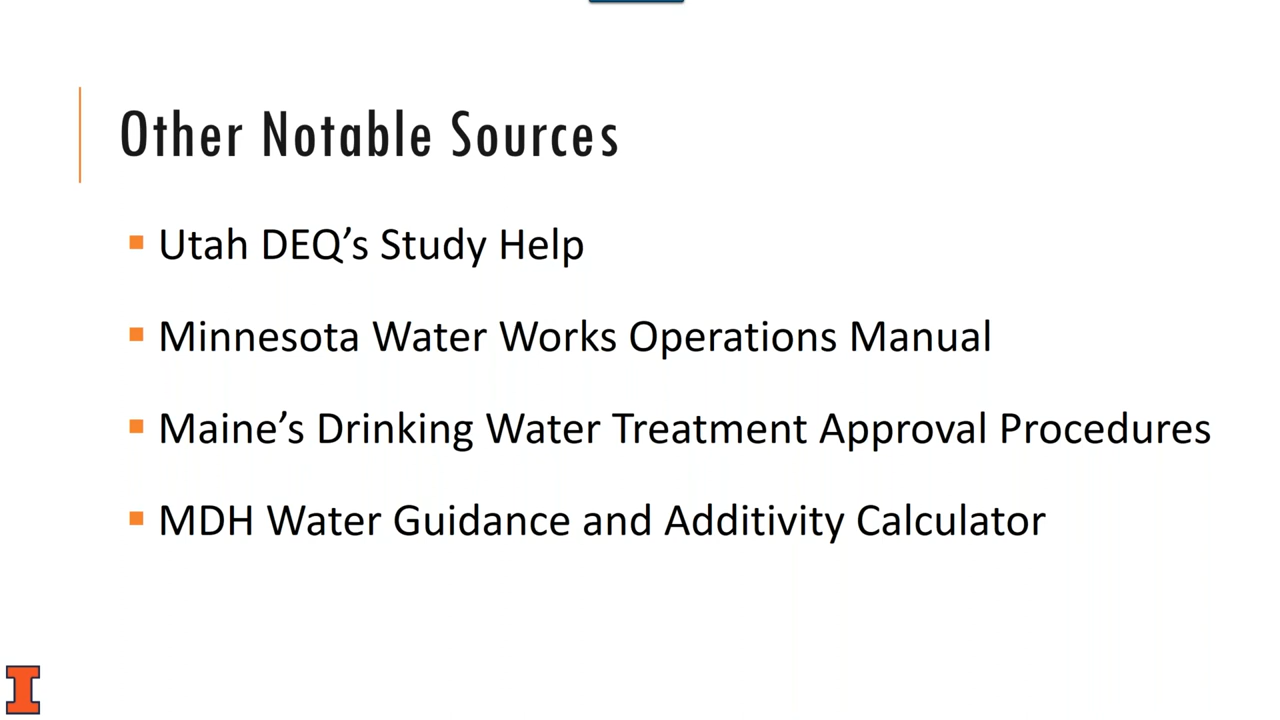 Other Notable Sources
Utah DEQ’s Study Help
Minnesota Water Works Operations Manual
Maine’s Drinking Water Treatment Approval Procedures
MDH Water Guidance and Additivity Calculator
I